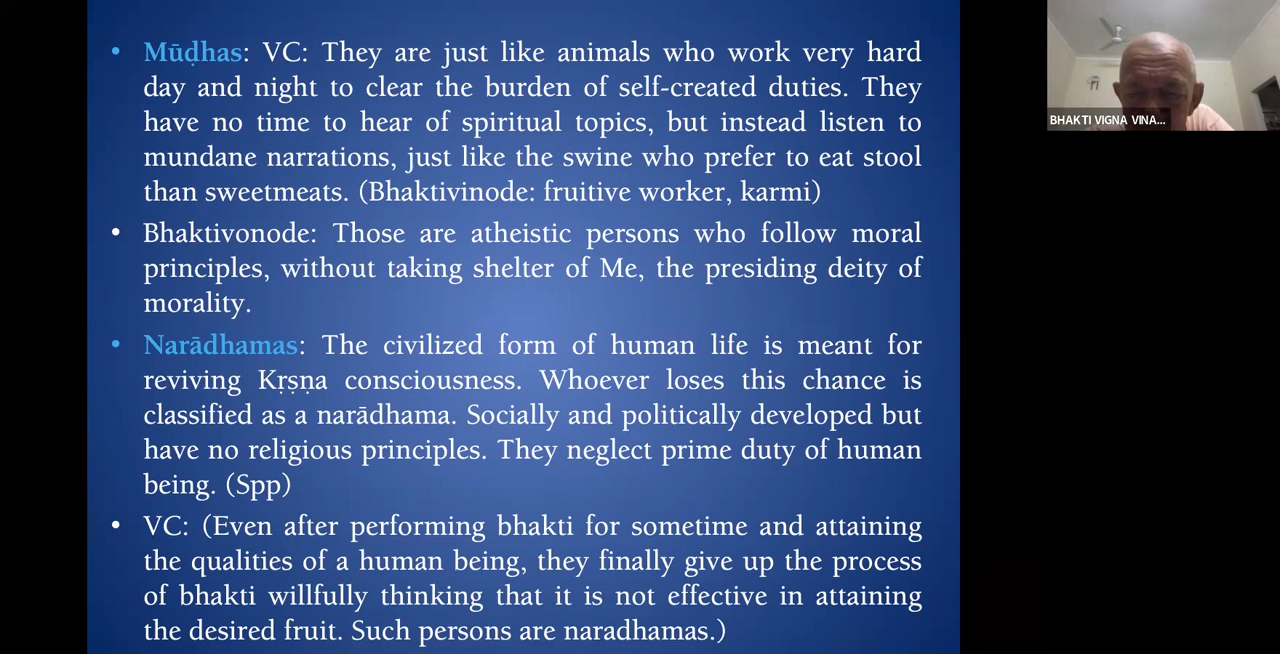 • Mūḍhas: VC: They are just like animals who work very hard
day and night to clear the burden of self-created duties. They
have no time to hear of spiritual topics, but instead listen to
mundane narrations, just like the swine who prefer to eat stool
than sweetmeats. (Bhaktivinode: fruitive worker, karmi)
• Bhaktivonode: Those are atheistic persons who follow moral
principles, without taking shelter of Me, the presiding deity of
morality.
• Narādhamas: The civilized form of human life is meant for
reviving Kṛṣṇa consciousness. Whoever loses this chance is
classified as a narādhama. Socially and politically developed but
have no religious principles. They neglect prime duty of human
being. (Spp)
• VC: (Even after performing bhakti for sometime and attaining
the qualities of a human being, they finally give up the process
of bhakti willfully thinking that it is not effective in attaining
the desired fruit. Such persons are naradhamas.)
BHAKTI VIGNA VINA...